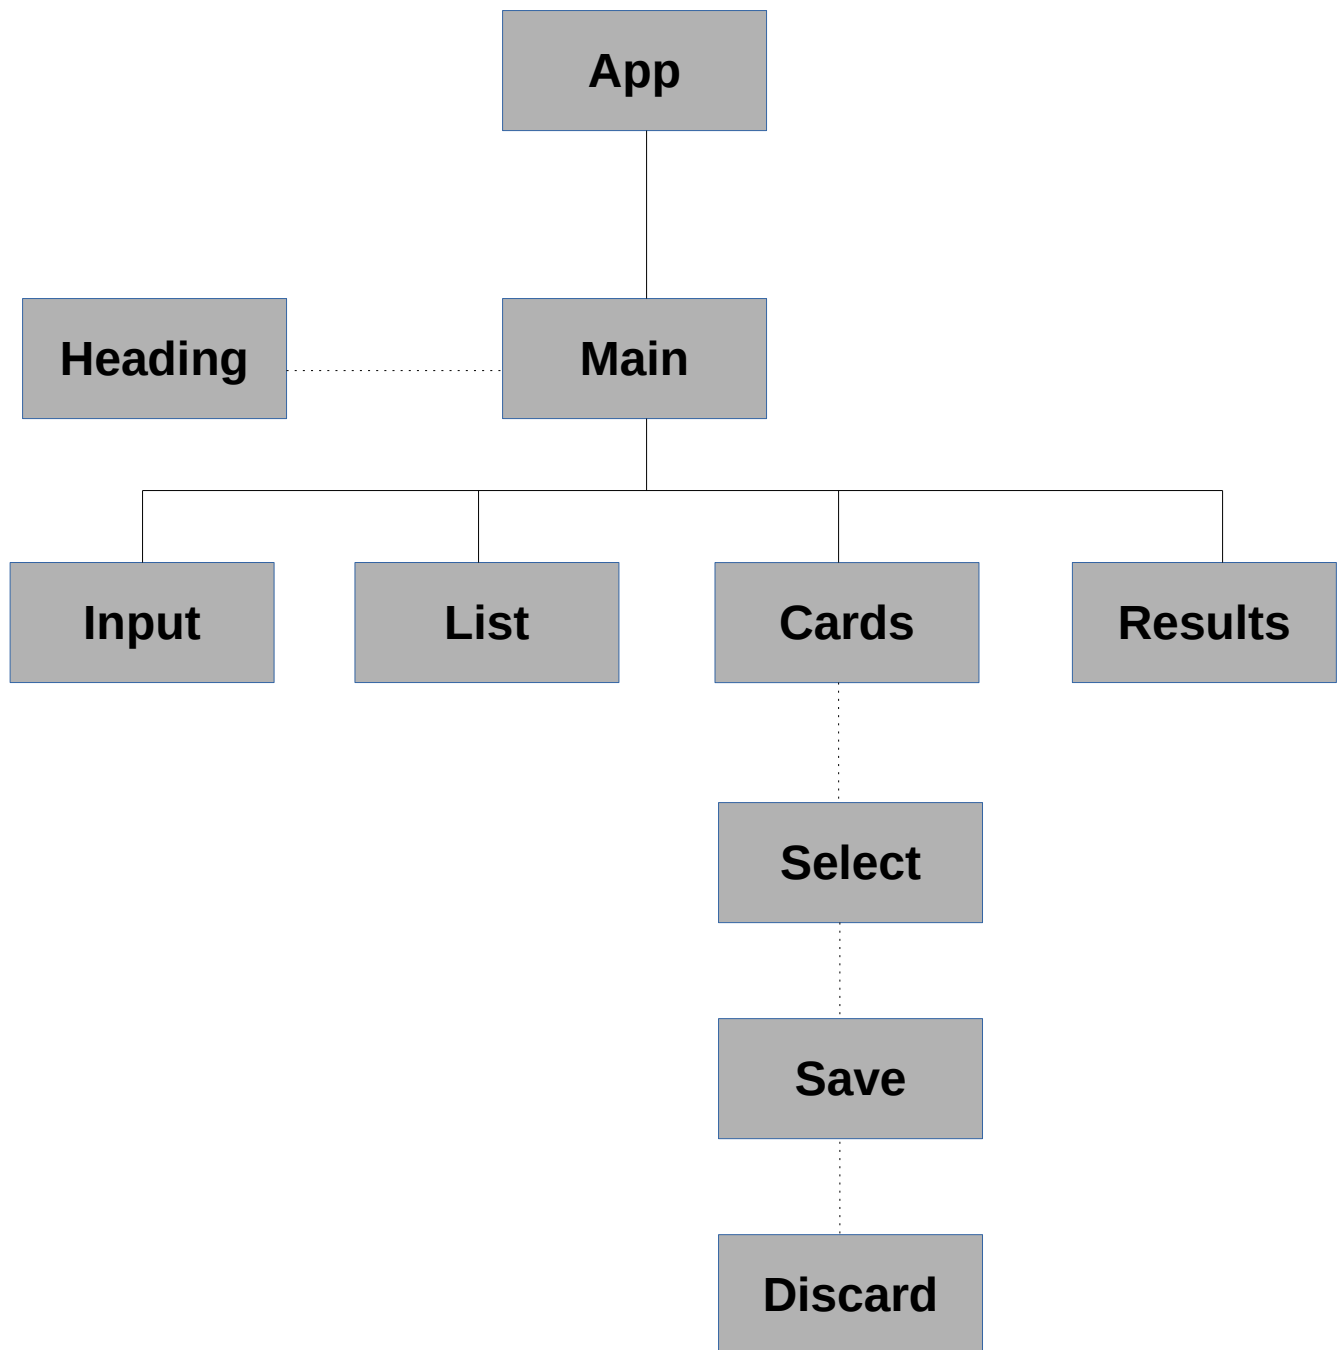 App
Heading
Main
Input
List
Cards
Results
Select
Save
Discard